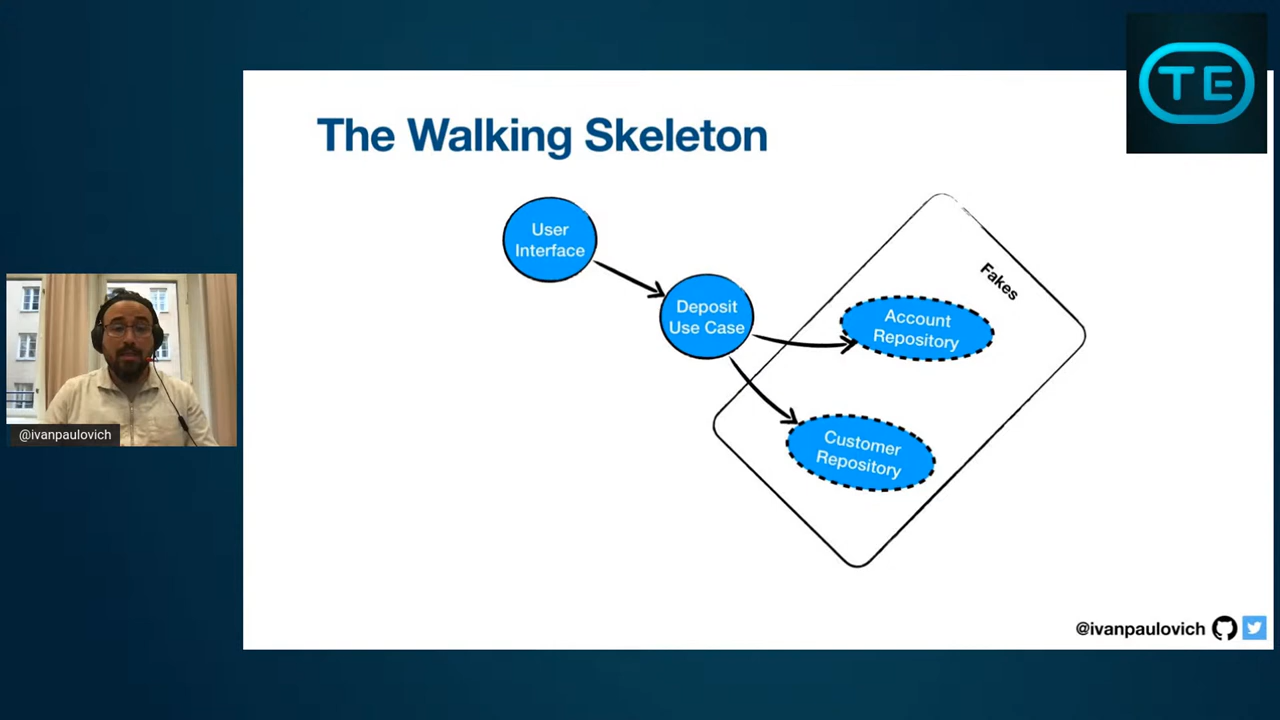 TE
The Walking Skeleton
User
Interface
Deposit
Use Case
Fakes
Account
Repository
Customer
Repository
@ivanpaulovich
@ivanpaulovich